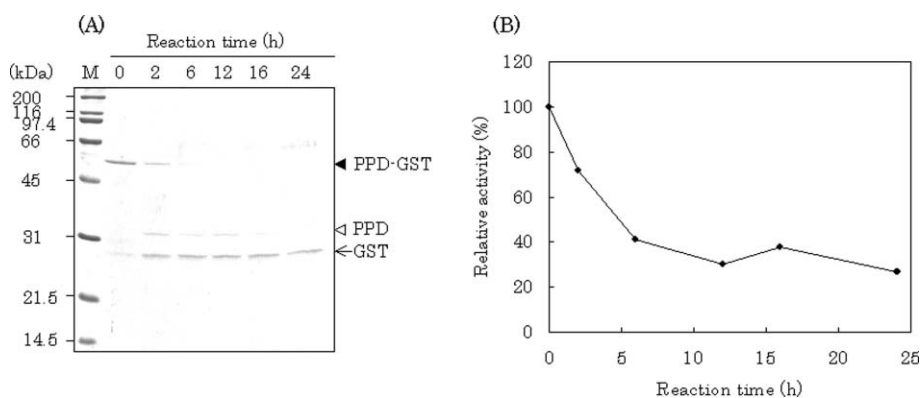 (A)
Reaction time (h)
(kDa) M 0 2 6 12 16 24
200
116
97.4
66
PPD-GST
45
PPD
31
GST
21.5
14.5
(B)
120
100
80
60
40
20
0
Relative activity (%)
0 5 10 15 20 25
Reaction time (h)